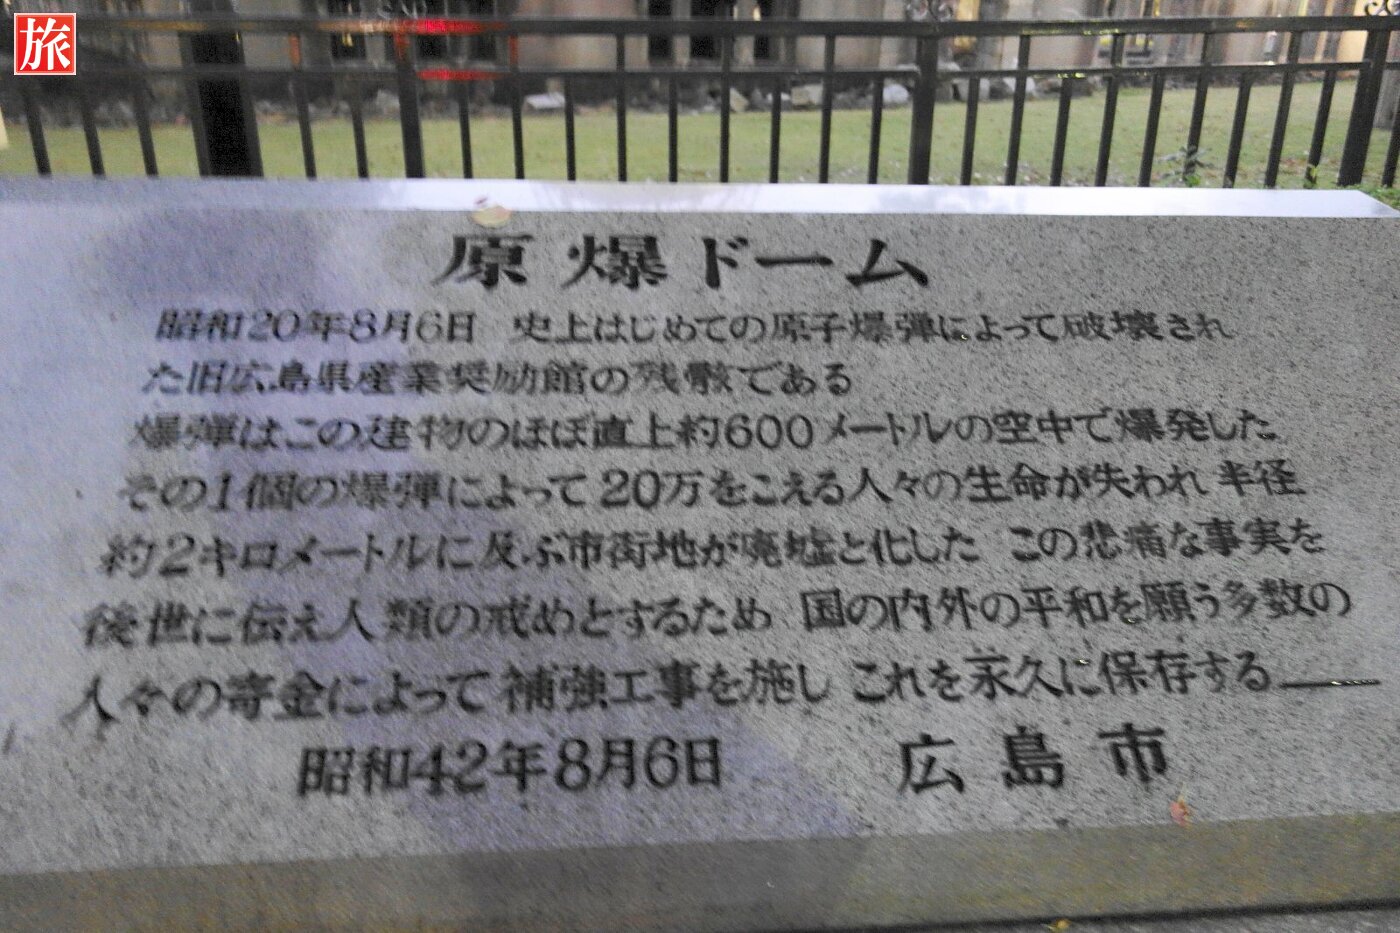 旅
原爆ドーム
昭和20年8月6日 史上はじめての原子爆弾によって破壊され
た旧広島県産業奨励館の残骸である
爆弾はこの建物のほぼ直上約600メートルの空中で爆発した
その1個の爆弾によって20万をこえる人々の生命が失われ 半径
約2キロメートルに及ぶ市街地が廃墟と化した この悲痛な事実を
後世に伝え人類の戒めとするため 国の内外の平和を願う多数の
人々の寄金によって補強工事を施し これを永久に保存する
昭和42年8月6日 広島市